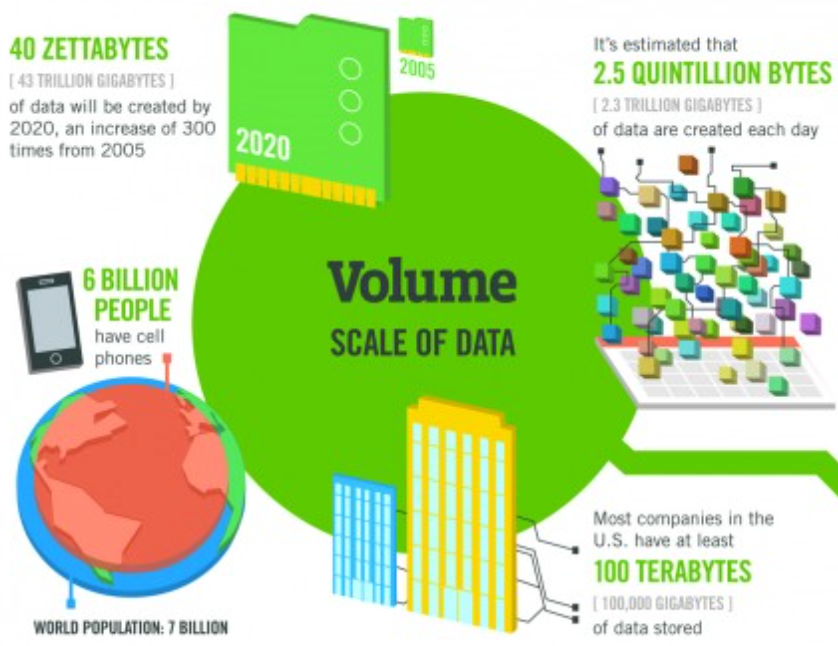 40 ZETTABYTES
[ 43 TRILLION GIGABYTES ]
of data will be created by
2020, an increase of 300
times from 2005
2020
2005
It's estimated that
2.5 QUINTILLION BYTES
[ 2.3 TRILLION GIGABYTES ]
of data are created each day
6 BILLION
PEOPLE
have cell
phones
Volume
SCALE OF DATA
WORLD POPULATION: 7 BILLION
Most companies in the
U.S. have at least
100 TERABYTES
[ 100,000 GIGABYTES ]
of data stored